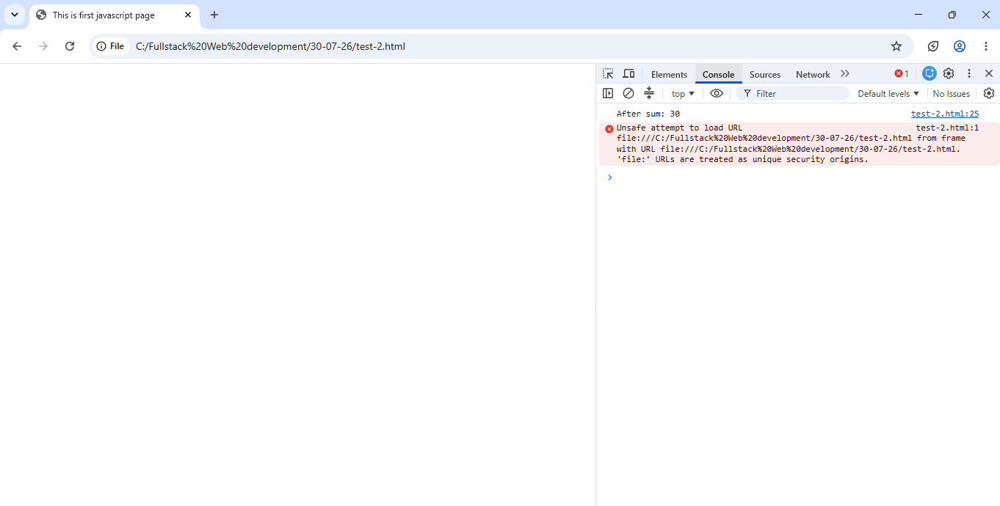 This is first javascript page
File C:/Fullstack%20Web%20development/30-07-26/test-2.html
Elements Console Sources Network 1
top Filter Default levels No Issues
After sum: 30 test-2.html:25
Unsafe attempt to load URL test-2.html:1
file:///C:/Fullstack%20Web%20development/30-07-26/test-2.html from frame
with URL file:///C:/Fullstack%20Web%20development/30-07-26/test-2.html.
'file:' URLs are treated as unique security origins.